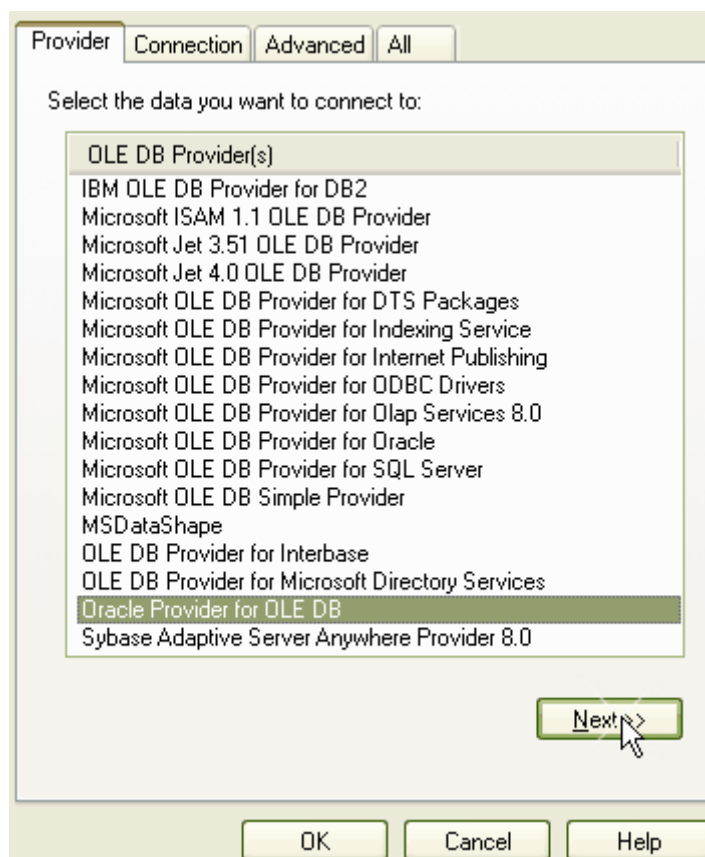 Provider Connection Advanced All
Select the data you want to connect to:
OLE DB Provider(s)
IBM OLE DB Provider for DB2
Microsoft ISAM 1.1 OLE DB Provider
Microsoft Jet 3.51 OLE DB Provider
Microsoft Jet 4.0 OLE DB Provider
Microsoft OLE DB Provider for DTS Packages
Microsoft OLE DB Provider for Indexing Service
Microsoft OLE DB Provider for Internet Publishing
Microsoft OLE DB Provider for ODBC Drivers
Microsoft OLE DB Provider for Olap Services 8.0
Microsoft OLE DB Provider for Oracle
Microsoft OLE DB Provider for SQL Server
Microsoft OLE DB Simple Provider
MSDataShape
OLE DB Provider for Interbase
OLE DB Provider for Microsoft Directory Services
Oracle Provider for OLE DB
Sybase Adaptive Server Anywhere Provider 8.0
Next >>
OK Cancel Help